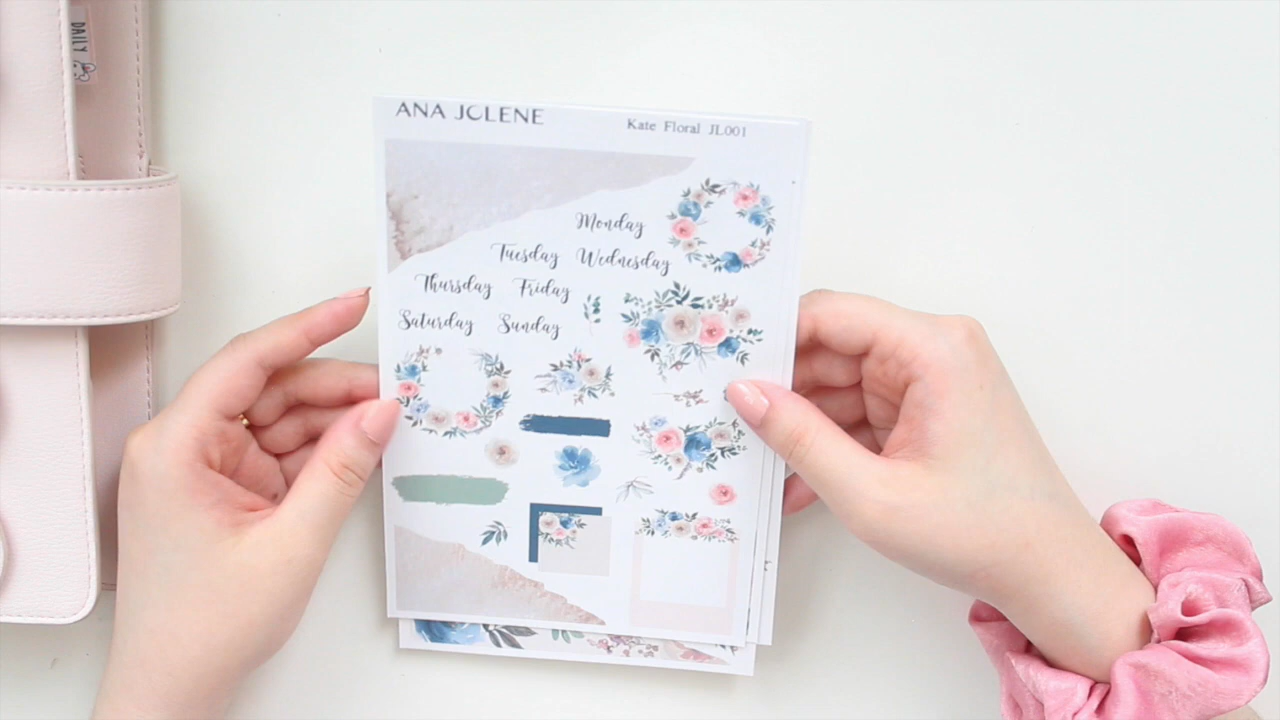 DAILY
ANA JOLENE
Kate Floral JL001
Monday
Tuesday Wednesday
Thursday Friday
Saturday Sunday